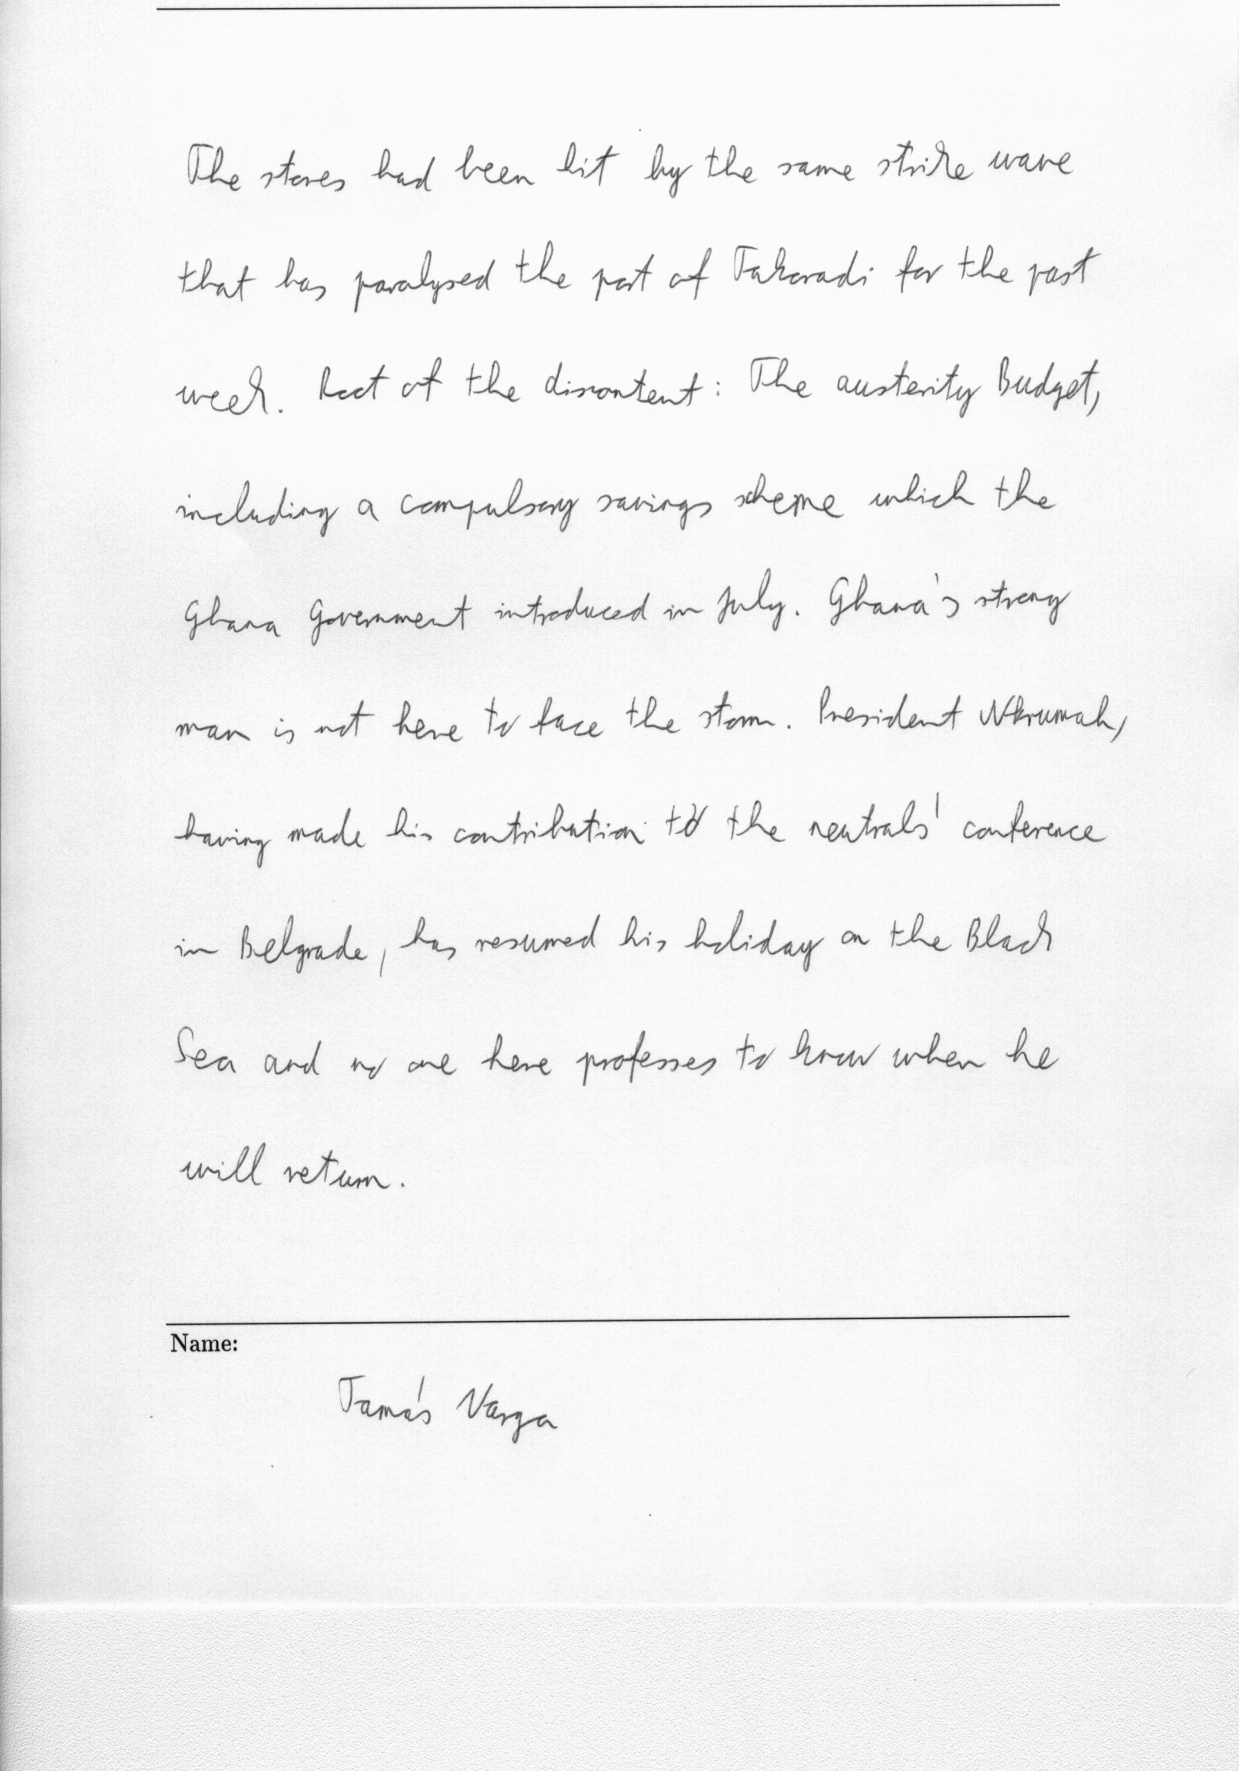 The stores had been hit by the same strike wave
that has paralysed the port of Takoradi for the past
week. Root of the discontent: The austerity Budget,
including a compulsory savings scheme which the
Ghana Government introduced in July. Ghana's strong
man is not here to face the storm. President Nkrumah,
having made his contribution to the neutrals' conference
in Belgrade, has resumed his holiday on the Black
Sea and no one here professes to know when he
will return.
Name:
Tamás Varga